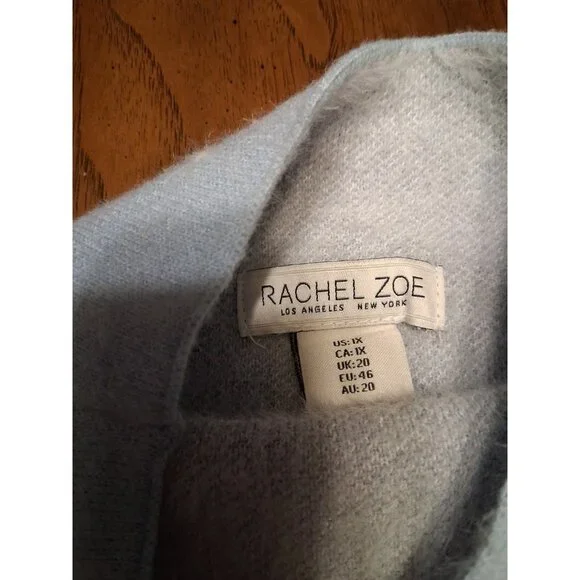 RACHEL ZOE
LOS ANGELES NEW YORK
US:1X
CA:1X
UK:20
EU:46
AU:20